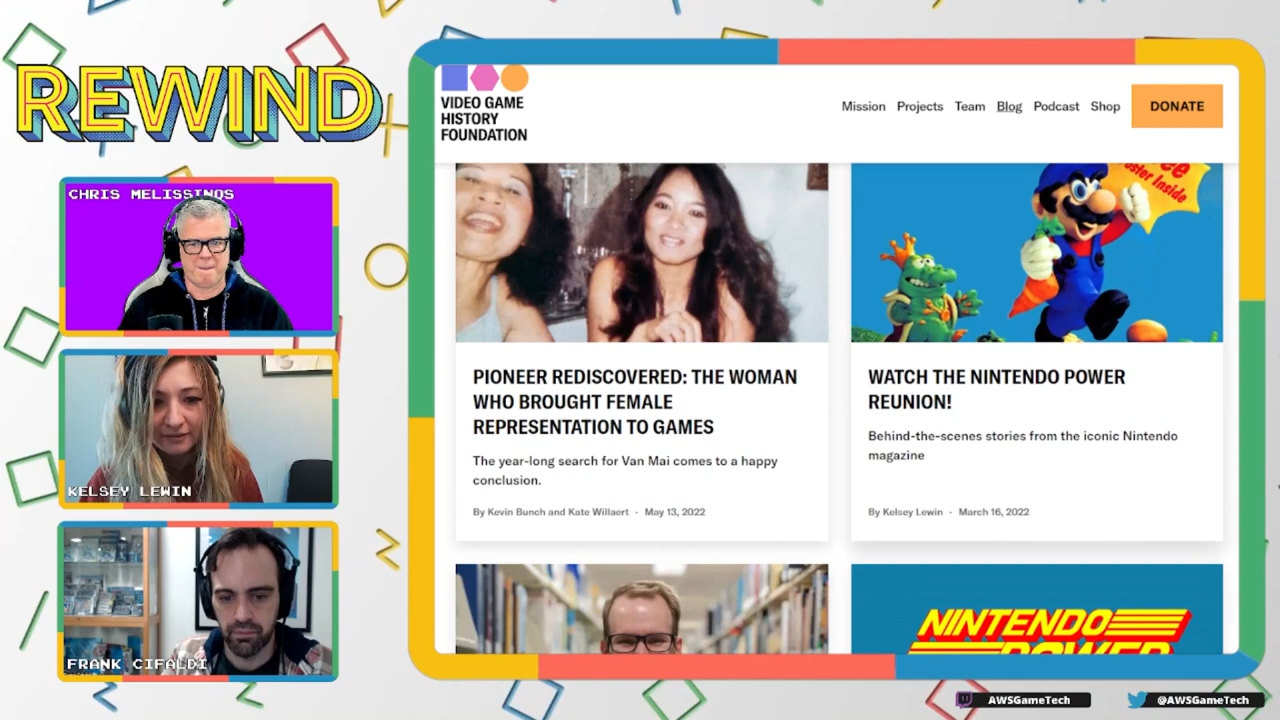 REWIND
CHRIS MELISSINOS
KELSEY LEWIN
FRANK CIFALDI
VIDEO GAME
HISTORY
FOUNDATION
Mission Projects Team Blog Podcast Shop DONATE
PIONEER REDISCOVERED: THE WOMAN
WHO BROUGHT FEMALE
REPRESENTATION TO GAMES
The year-long search for Van Mai comes to a happy
conclusion.
By Kevin Bunch and Kate Willaert · May 13, 2022
Inside
WATCH THE NINTENDO POWER
REUNION!
Behind-the-scenes stories from the iconic Nintendo
magazine
By Kelsey Lewin · March 16, 2022
NINTENDO
POWER
AWSGameTech
@AWSGameTech